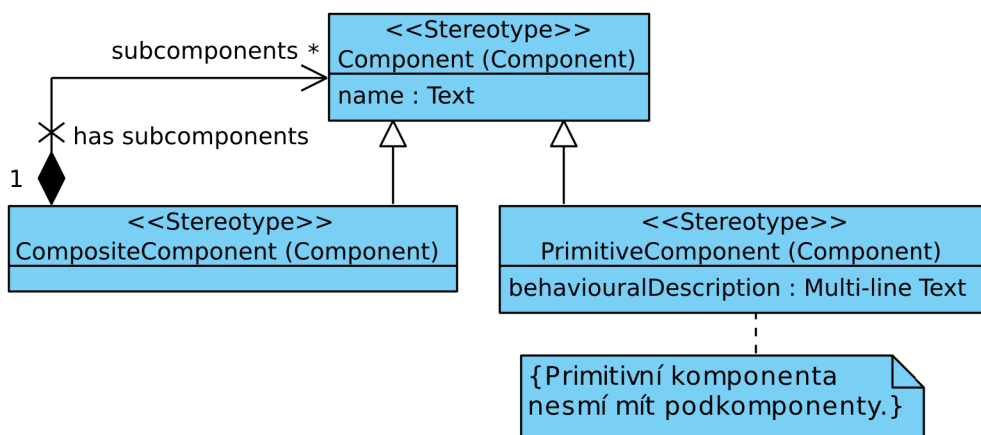 <<Stereotype>>
Component (Component)
name : Text
subcomponents *
has subcomponents
1
<<Stereotype>>
CompositeComponent (Component)
<<Stereotype>>
PrimitiveComponent (Component)
behaviouralDescription : Multi-line Text
{Primitivní komponenta
nesmí mít podkomponenty.}